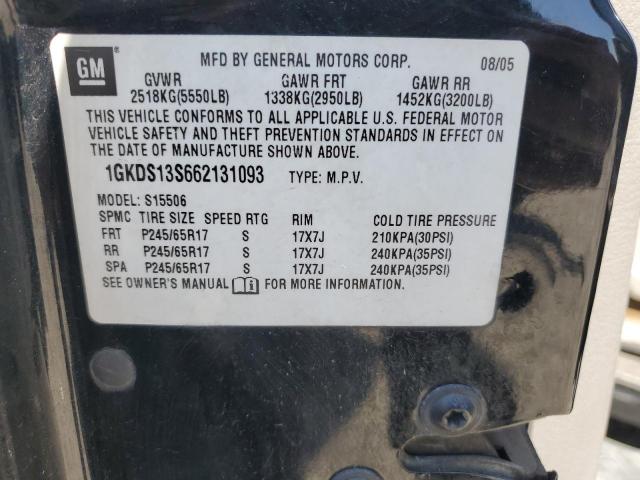 GM
MFD BY GENERAL MOTORS CORP. 08/05
GVWR GAWR FRT GAWR RR
2518KG(5550LB) 1338KG(2950LB) 1452KG(3200LB)
THIS VEHICLE CONFORMS TO ALL APPLICABLE U.S. FEDERAL MOTOR
VEHICLE SAFETY AND THEFT PREVENTION STANDARDS IN EFFECT ON
THE DATE OF MANUFACTURE SHOWN ABOVE.
1GKDS13S662131093 TYPE: M.P.V.
MODEL: S15506
SPMC TIRE SIZE SPEED RTG RIM COLD TIRE PRESSURE
FRT P245/65R17 S 17X7J 210KPA(30PSI)
RR P245/65R17 S 17X7J 240KPA(35PSI)
SPA P245/65R17 S 17X7J 240KPA(35PSI)
SEE OWNER'S MANUAL FOR MORE INFORMATION.